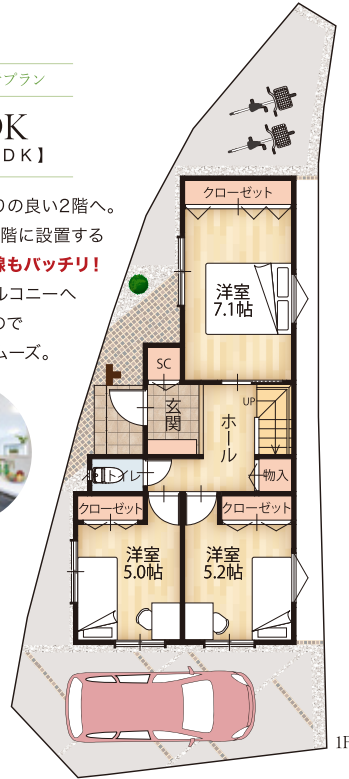 プラン
DK
DK】
りの良い2階へ。
階に設置する
線もバッチリ！
ルコニーへ
ので
ムーズ。
クローゼット
洋室
7.1帖
SC
玄関
ホール
UP
トイレ
物入
クローゼット
クローゼット
洋室
5.0帖
洋室
5.2帖
1F